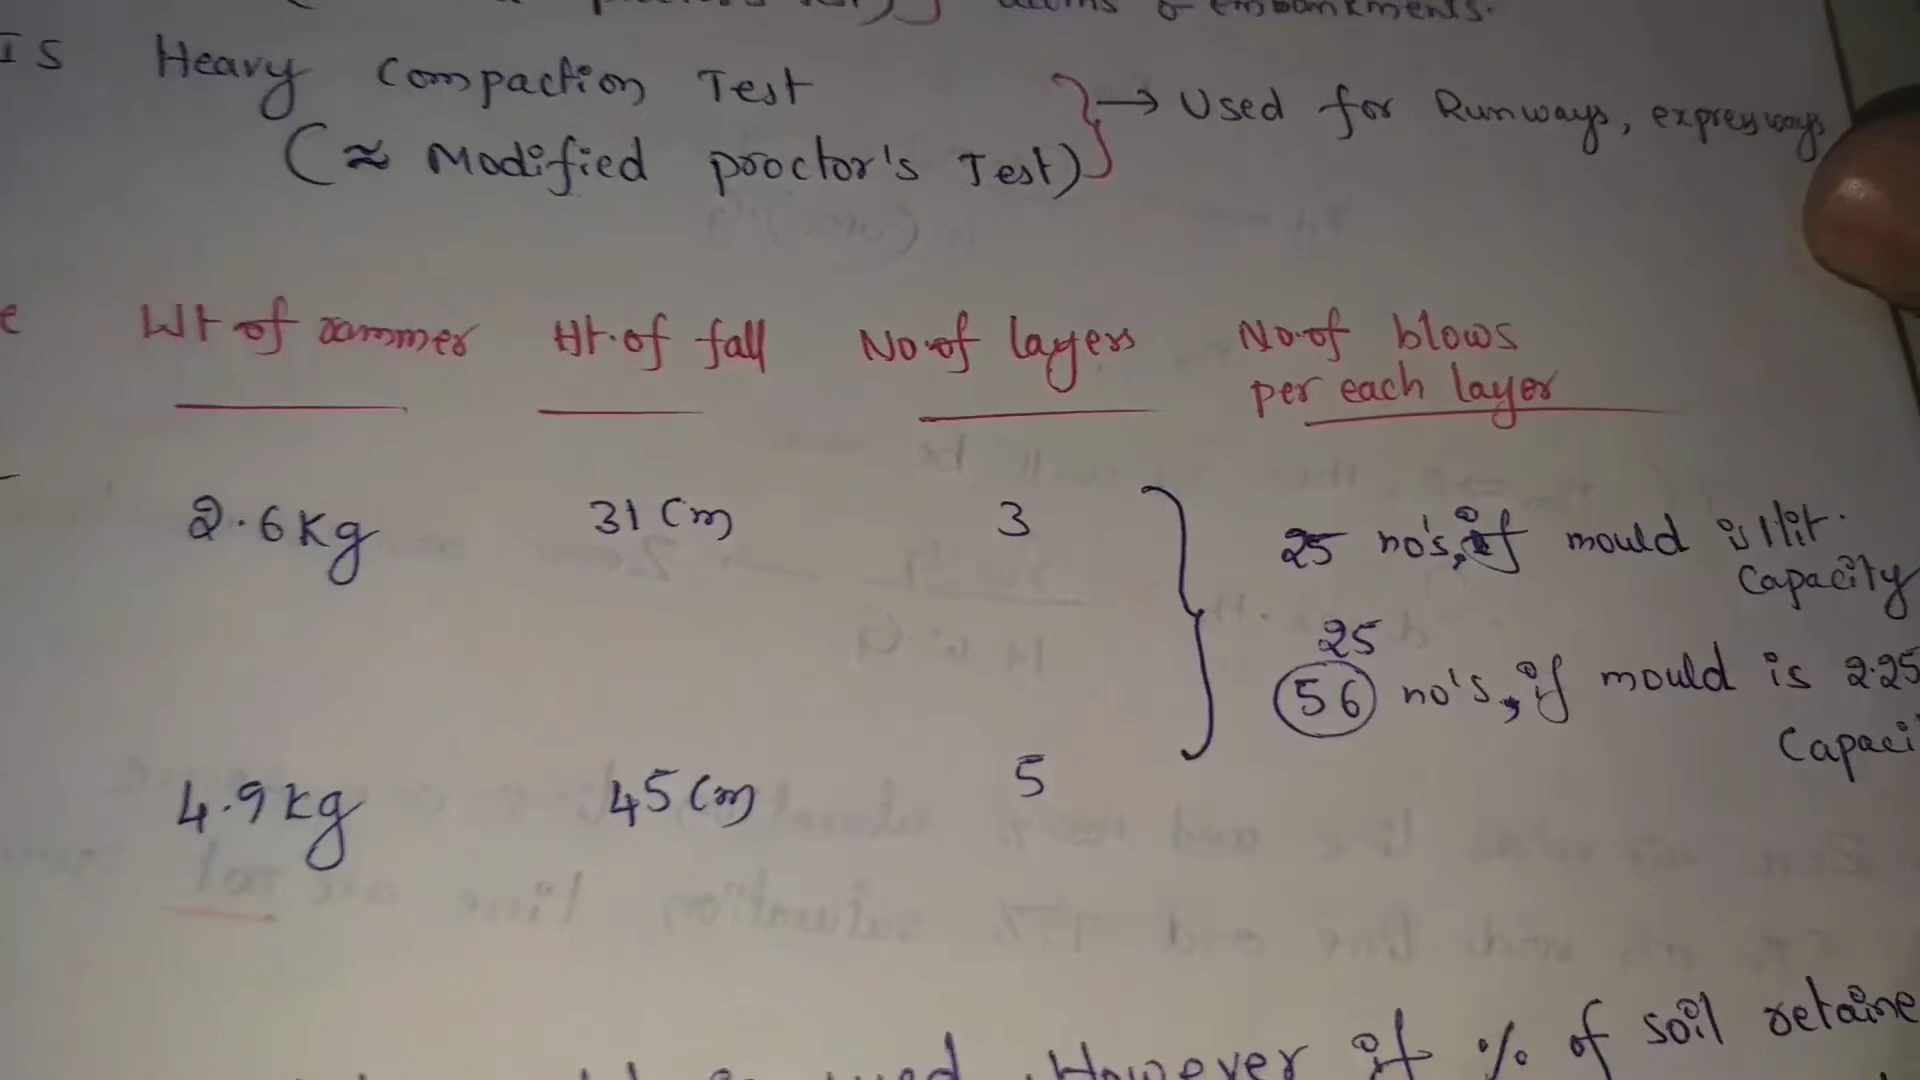 & embankments.
IS Heavy Compaction Test
(≈ Modified proctor's Test) → Used for Runways, expressways
Wt of rammer Ht. of fall No. of layers No. of blows
per each layer
2.6 Kg 31 Cm 3 25 no's, if mould is 1 lit.
Capacity
25
56 no's, if mould is 2.25
4.9 kg 45 Cm 5
However if % of soil